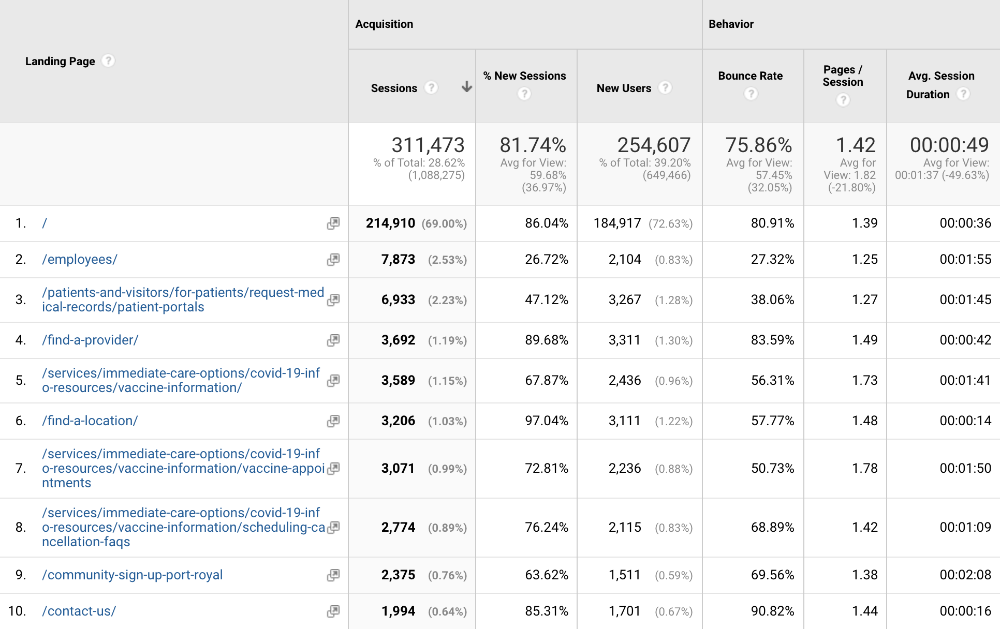 Acquisition
Behavior
Landing Page ?
Sessions ?
% New Sessions
?
New Users ?
Bounce Rate
?
Pages /
Session
?
Avg. Session
Duration ?
311,473
% of Total: 28.62%
(1,088,275)
81.74%
Avg for View:
59.68%
(36.97%)
254,607
% of Total: 39.20%
(649,466)
75.86%
Avg for View:
57.45%
(32.05%)
1.42
Avg for
View: 1.82
(-21.80%)
00:00:49
Avg for View:
00:01:37 (-49.63%)
1. / 214,910 (69.00%) 86.04% 184,917 (72.63%) 80.91% 1.39 00:00:36
2. /employees/ 7,873 (2.53%) 26.72% 2,104 (0.83%) 27.32% 1.25 00:01:55
3. /patients-and-visitors/for-patients/request-med
ical-records/patient-portals
6,933 (2.23%) 47.12% 3,267 (1.28%) 38.06% 1.27 00:01:45
4. /find-a-provider/ 3,692 (1.19%) 89.68% 3,311 (1.30%) 83.59% 1.49 00:00:42
5. /services/immediate-care-options/covid-19-inf
o-resources/vaccine-information/
3,589 (1.15%) 67.87% 2,436 (0.96%) 56.31% 1.73 00:01:41
6. /find-a-location/ 3,206 (1.03%) 97.04% 3,111 (1.22%) 57.77% 1.48 00:00:14
7. /services/immediate-care-options/covid-19-inf
o-resources/vaccine-information/vaccine-appoi
ntments
3,071 (0.99%) 72.81% 2,236 (0.88%) 50.73% 1.78 00:01:50
8. /services/immediate-care-options/covid-19-inf
o-resources/vaccine-information/scheduling-ca
ncellation-faqs
2,774 (0.89%) 76.24% 2,115 (0.83%) 68.89% 1.42 00:01:09
9. /community-sign-up-port-royal 2,375 (0.76%) 63.62% 1,511 (0.59%) 69.56% 1.38 00:02:08
10. /contact-us/ 1,994 (0.64%) 85.31% 1,701 (0.67%) 90.82% 1.44 00:00:16